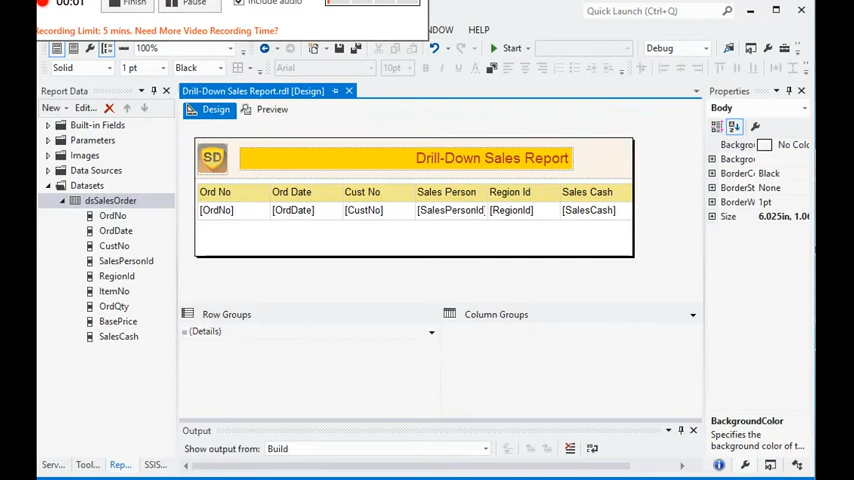 00:01
Finish
Pause
Include audio
Recording Limit: 5 mins. Need More Video Recording Time?
HELP
Quick Launch (Ctrl+Q)
100%
Start
Debug
Solid
1 pt
Black
Arial
10pt
Report Data
New
Edit...
Built-in Fields
Parameters
Images
Data Sources
Datasets
dsSalesOrder
OrdNo
OrdDate
CustNo
SalesPersonId
RegionId
ItemNo
OrdQty
BasePrice
SalesCash
Serv...
Tool...
Rep...
SSIS...
Drill-Down Sales Report.rdl [Design]
Design
Preview
SD
Drill-Down Sales Report
Ord No Ord Date Cust No Sales Person Region Id Sales Cash
[OrdNo] [OrdDate] [CustNo] [SalesPersonId] [RegionId] [SalesCash]
Row Groups
Column Groups
(Details)
Output
Show output from: Build
Properties
Body
Backgrou No Colo
Backgrou
BorderCo Black
BorderSt None
BorderW 1pt
Size 6.025in, 1.06
BackgroundColor
Specifies the
background color of t...